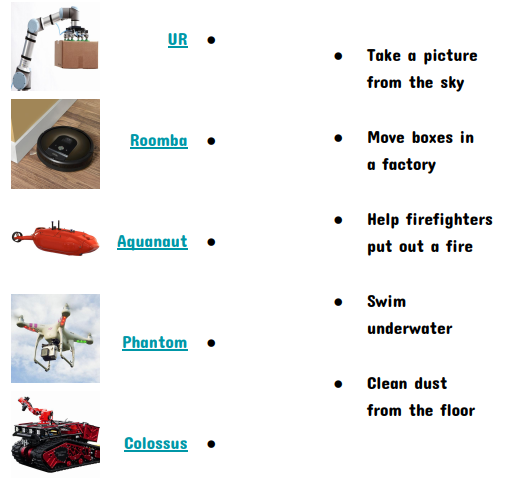 UR
Roomba
Aquanaut
Phantom
Colossus
Take a picture
from the sky
Move boxes in
a factory
Help firefighters
put out a fire
Swim
underwater
Clean dust
from the floor